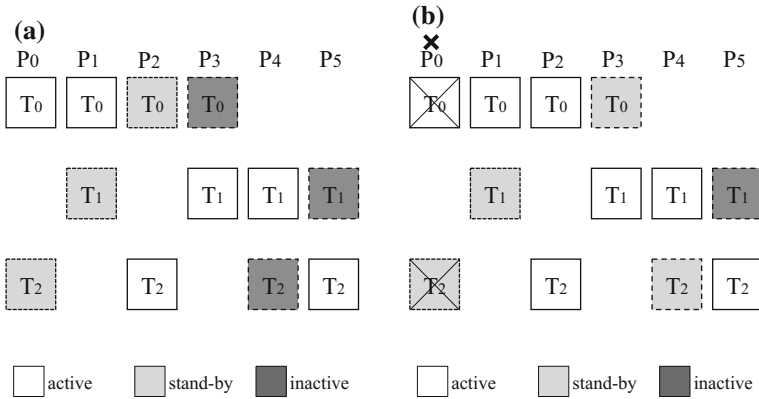 (a) (b)
P0 P1 P2 P3 P4 P5 P0 P1 P2 P3 P4 P5
T0 T0 T0 T0 T0 T0 T0 T0
T1 T1 T1 T1 T1 T1 T1 T1
T2 T2 T2 T2 T2 T2 T2 T2
active stand-by inactive active stand-by inactive